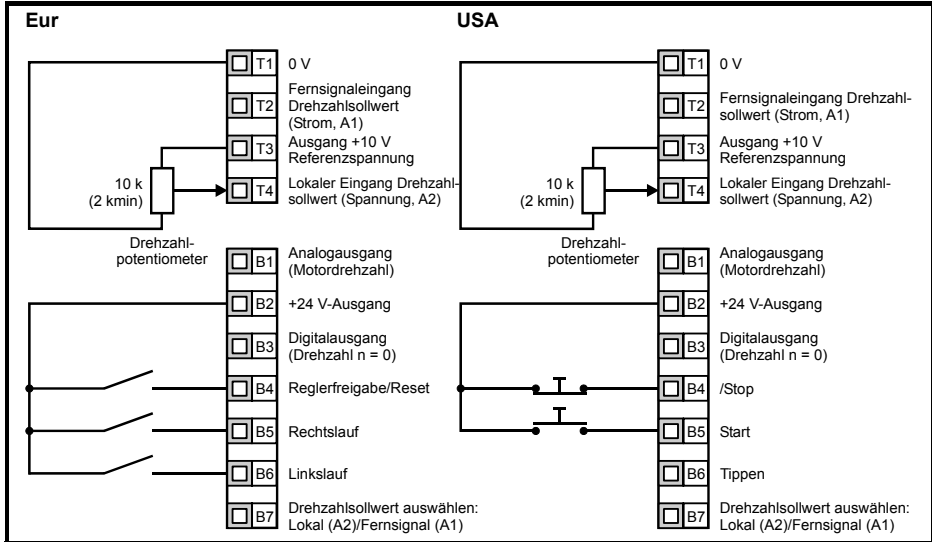 Eur
T1 0 V
T2 Fernsignaleingang
Drehzahlsollwert
(Strom, A1)
T3 Ausgang +10 V
Referenzspannung
10 k
(2 kmin)
T4 Lokaler Eingang Drehzahl-
sollwert (Spannung, A2)
Drehzahl-
potentiometer
B1 Analogausgang
(Motordrehzahl)
B2 +24 V-Ausgang
B3 Digitalausgang
(Drehzahl n = 0)
B4 Reglerfreigabe/Reset
B5 Rechtslauf
B6 Linkslauf
B7 Drehzahlsollwert auswählen:
Lokal (A2)/Fernsignal (A1)
USA
T1 0 V
T2 Fernsignaleingang Drehzahl-
sollwert (Strom, A1)
T3 Ausgang +10 V
Referenzspannung
10 k
(2 kmin)
T4 Lokaler Eingang Drehzahl-
sollwert (Spannung, A2)
Drehzahl-
potentiometer
B1 Analogausgang
(Motordrehzahl)
B2 +24 V-Ausgang
B3 Digitalausgang
(Drehzahl n = 0)
B4 /Stop
B5 Start
B6 Tippen
B7 Drehzahlsollwert auswählen:
Lokal (A2)/Fernsignal (A1)